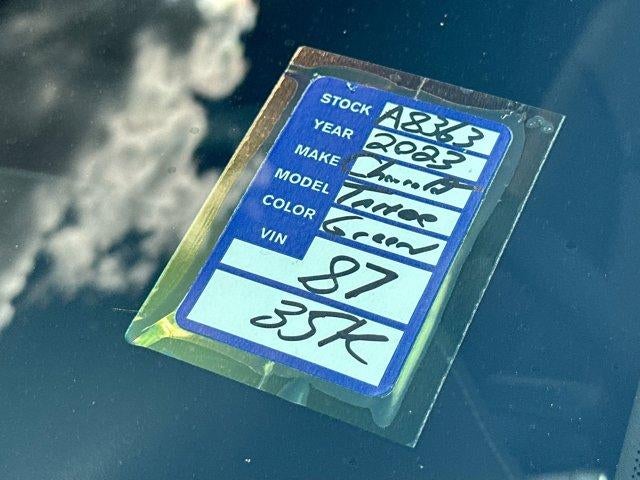 STOCK A8363
YEAR 2023
MAKE Chevrolet
MODEL Tahoe
COLOR Green
VIN
87
35K